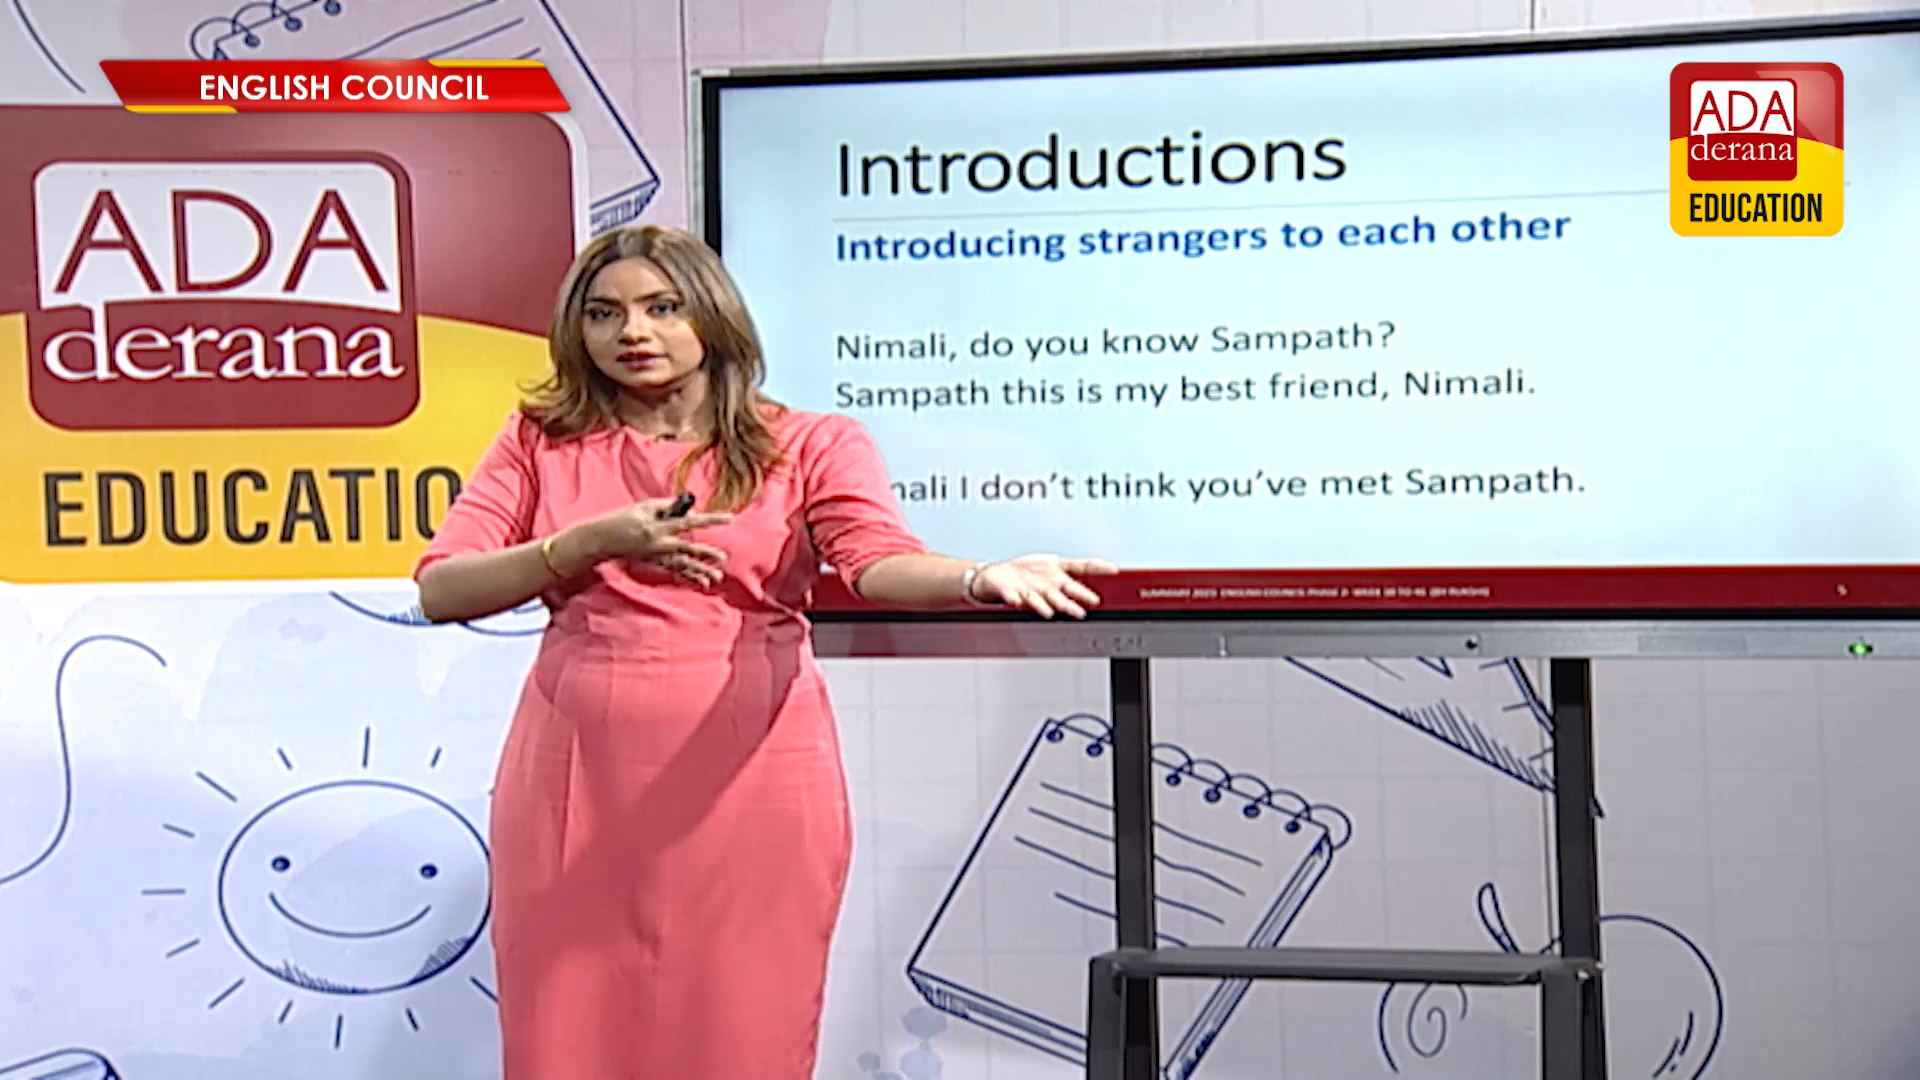 ENGLISH COUNCIL
ADA
derana
EDUCATION
ADA
derana
EDUCATIO
Introductions
Introducing strangers to each other
Nimali, do you know Sampath?
Sampath this is my best friend, Nimali.
nali I don't think you've met Sampath.
5